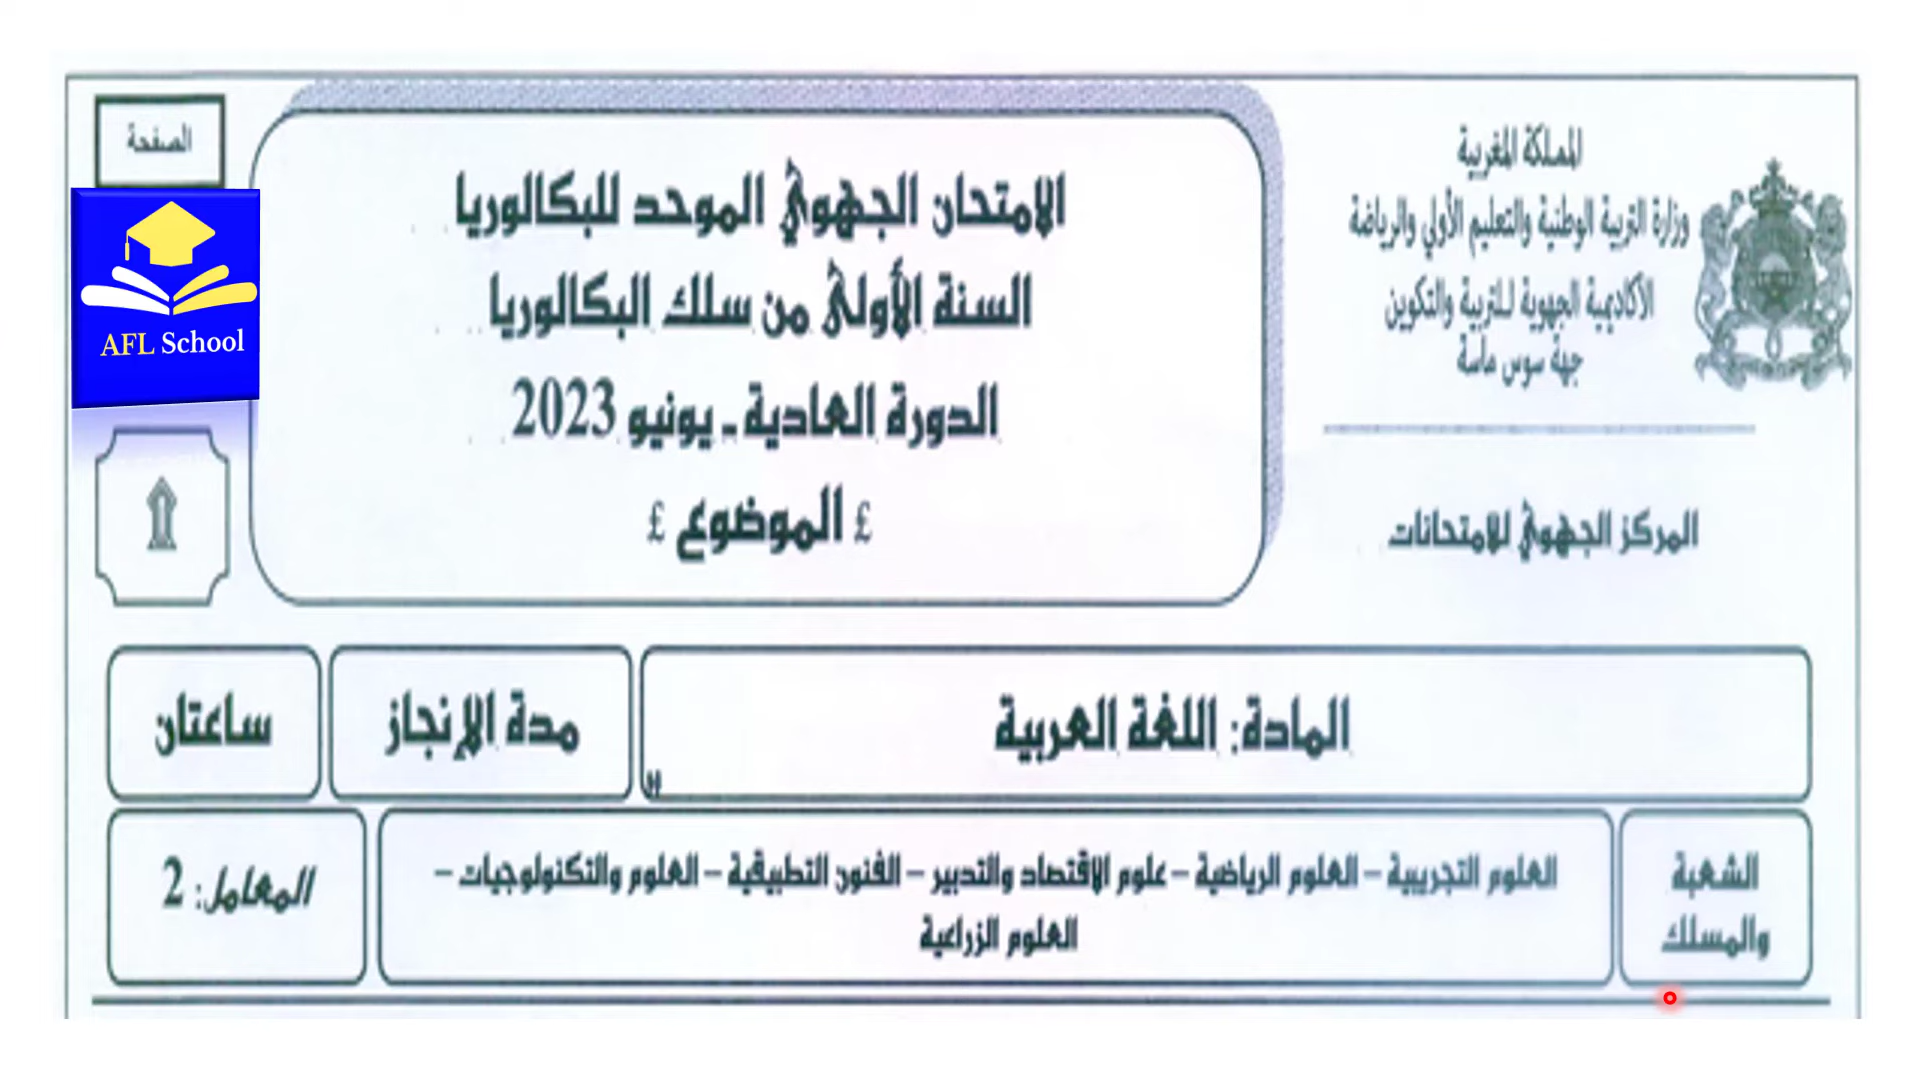 المملكة المغربية
وزارة التربية الوطنية والتعليم الأولي والرياضة
الأكاديمية الجهوية للتربية والتكوين
جهة سوس ماسة
المركز الجهوي للامتحانات
الامتحان الجهوي الموحد للبكالوريا
السنة الأولى من سلك البكالوريا
الدورة العادية - يونيو 2023
£ الموضوع £
الصفحة
AFL School
المادة: اللغة العربية
مدة الإنجاز
ساعتان
الشعبة
والمسلك
العلوم التجريبية – العلوم الرياضية – علوم الاقتصاد والتدبير – الفنون التطبيقية – العلوم والتكنولوجيات –
العلوم الزراعية
المعامل: 2